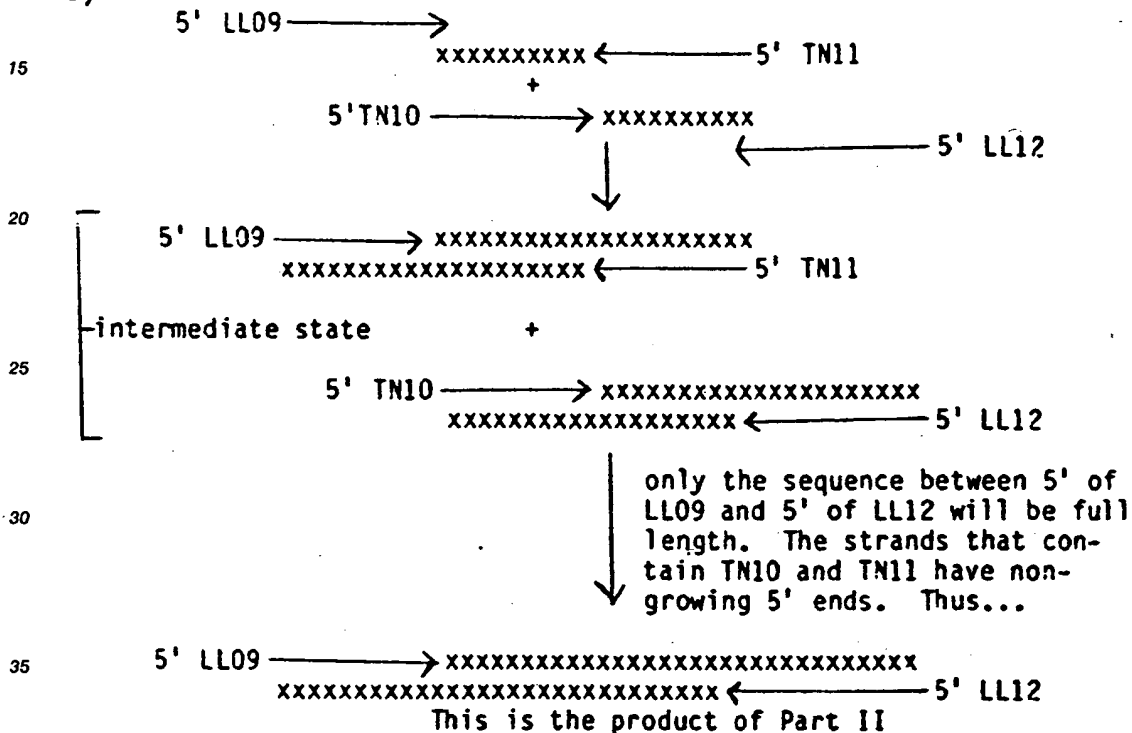 5' LL09
15 xxxxxxxxxx 5' TN11
+
5'TN10 xxxxxxxxxx
5' LL12
20 5' LL09 xxxxxxxxxxxxxxxxxxxxx
xxxxxxxxxxxxxxxxxxxx 5' TN11
intermediate state +
25 5' TN10 xxxxxxxxxxxxxxxxxxxxx
xxxxxxxxxxxxxxxxxxx 5' LL12
only the sequence between 5' of
30 LL09 and 5' of LL12 will be full
length. The strands that con-
tain TN10 and TN11 have non-
growing 5' ends. Thus...
35 5' LL09 xxxxxxxxxxxxxxxxxxxxxxxxxxxxxxx
xxxxxxxxxxxxxxxxxxxxxxxxxxxxx 5' LL12
This is the product of Part II